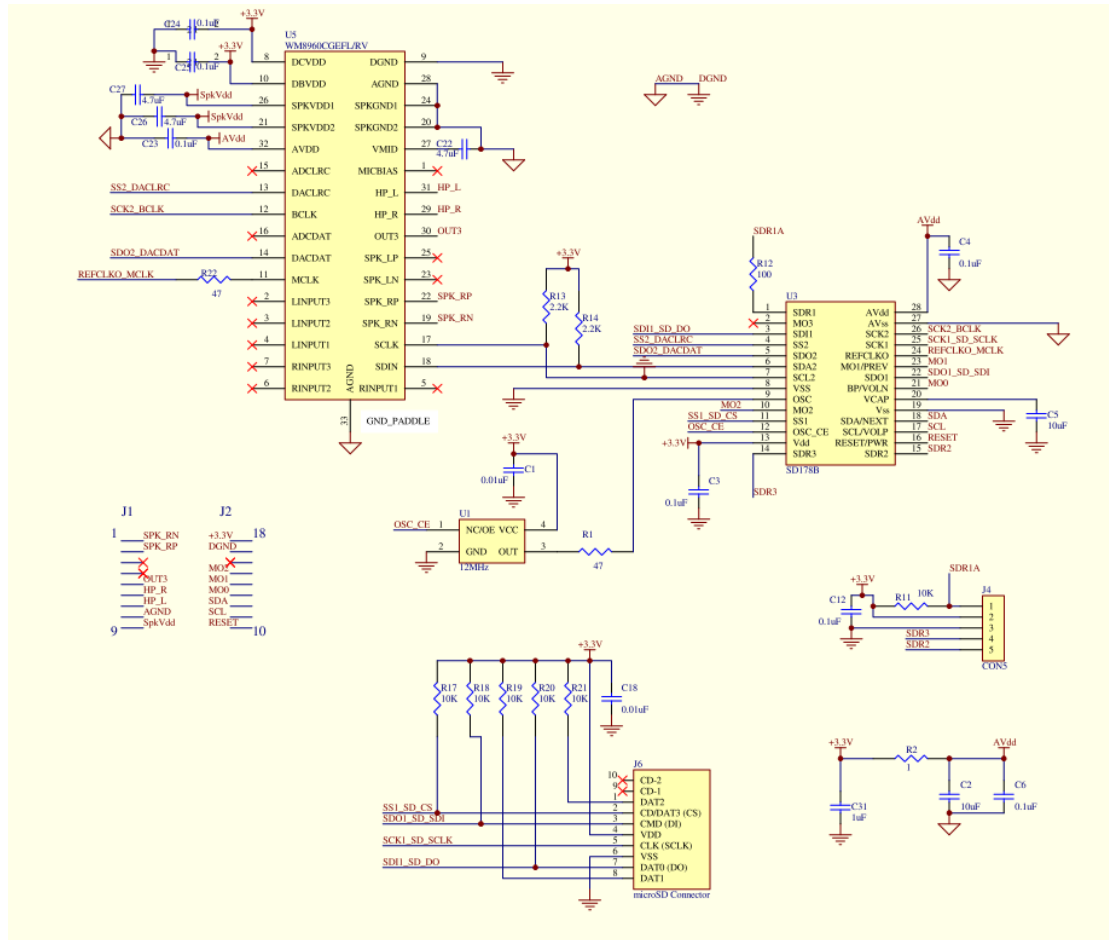 +3.3V
C24 0.1uF 2
+3.3V
1 C25 2 0.1uF
U5
WM8960CGEFL/RV
8 DCVDD DGND 9
10 DBVDD AGND 28
C27 4.7uF SpkVdd 26 SPKVDD1 SPKGND1 24
C26 4.7uF SpkVdd 21 SPKVDD2 SPKGND2 20
C23 0.1uF AVdd 32 AVDD VMID 27 C22 4.7uF
15 ADCLRC MICBIAS 1
SS2_DACLRC 13 DACLRC HP_L 31 HP_L
SCK2_BCLK 12 BCLK HP_R 29 HP_R
16 ADCDAT OUT3 30 OUT3
SDO2_DACDAT 14 DACDAT SPK_LP 25
REFCLKO_MCLK R22 47 11 MCLK SPK_LN 23
2 LINPUT3 SPK_RP 22 SPK_RP
3 LINPUT2 SPK_RN 19 SPK_RN
4 LINPUT1 SCLK 17
7 RINPUT3 SDIN 18
6 RINPUT2 RINPUT1 5
AGND
33
GND_PADDLE
AGND DGND
+3.3V
R13 2.2K
R14 2.2K
SDR1A
R12
100
AVdd
C4
0.1uF
U3
1 SDR1 AVdd 28
2 MO3 AVss 27
SDI1_SD_DO 3 SDI1 SCK2 26 SCK2_BCLK
SS2_DACLRC 4 SS2 SCK1 25 SCK1_SD_SCLK
SDO2_DACDAT 5 SDO2 REFCLKO 24 REFCLKO_MCLK
6 SDA2 MO1/PREV 23 MO1
7 SCL2 SDO1 22 SDO1_SD_SDI
8 VSS BP/VOLN 21 MO0
9 OSC VCAP 20
MO2 10 MO2 Vss 19
SS1_SD_CS 11 SS1 SDA/NEXT 18 SDA
OSC_CE 12 OSC_CE SCL/VOLP 17 SCL
+3.3V 13 Vdd RESET/PWR 16 RESET
14 SDR3 SDR2 15 SDR2
SD178B
C5
10uF
C3
0.1uF
SDR3
+3.3V
C1
0.01uF
U1
OSC_CE 1 NC/OE VCC 4
2 GND OUT 3
12MHz
R1
47
J1 J2
1 SPK_RN +3.3V 18
SPK_RP DGND
MO2
OUT3 MO1
HP_R MO0
HP_L SDA
AGND SCL
9 SpkVdd RESET 10
SDR1A
+3.3V
C12
0.1uF
R11 10K
J4
1
2
3
SDR3 4
SDR2 5
CON5
+3.3V
R17 10K R18 10K R19 10K R20 10K R21 10K C18 0.01uF
J6
10 CD-2
9 CD-1
1 DAT2
SS1_SD_CS 2 CD/DAT3 (CS)
SDO1_SD_SDI 3 CMD (DI)
4 VDD
SCK1_SD_SCLK 5 CLK (SCLK)
6 VSS
SDI1_SD_DO 7 DAT0 (DO)
8 DAT1
microSD Connector
+3.3V R2 AVdd
1
C31
1uF
C2
10uF
C6
0.1uF